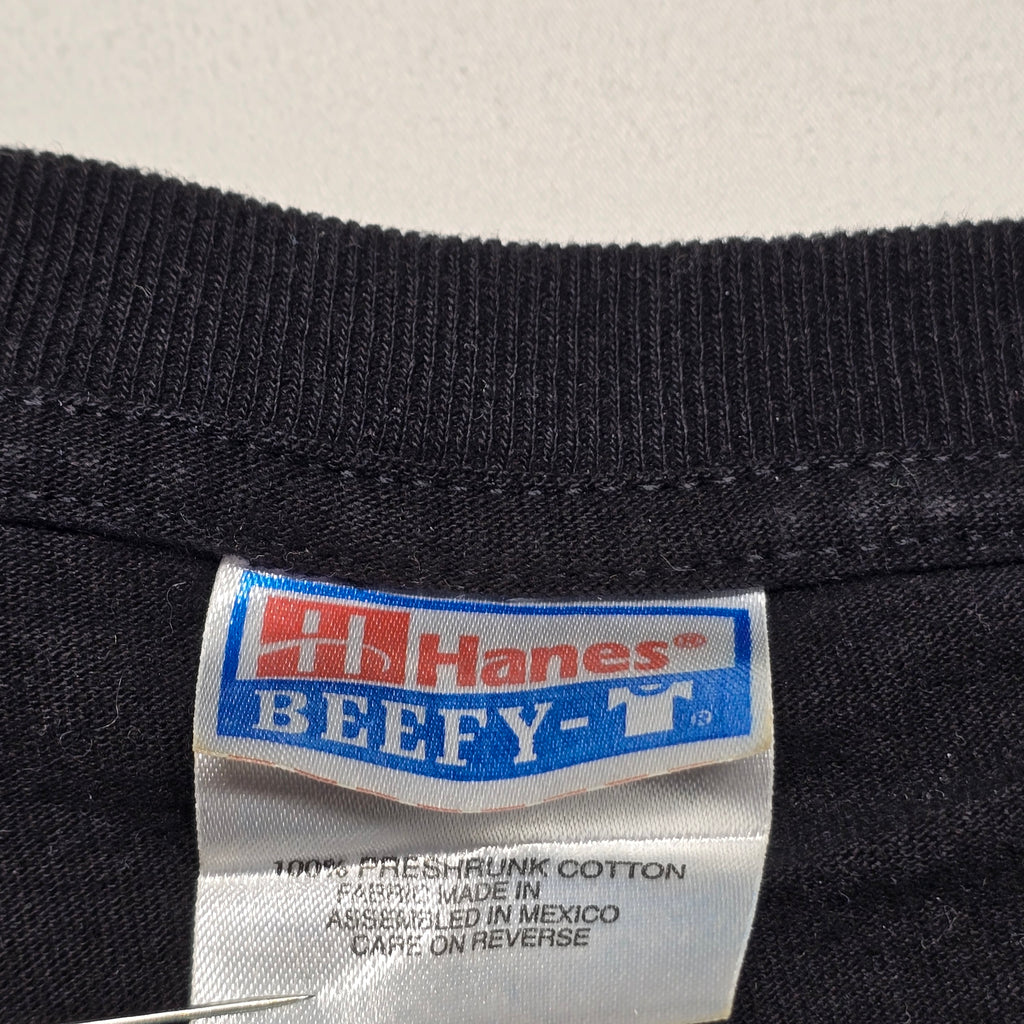 Hanes®
BEEFY-T®
100% PRESHRUNK COTTON
FABRIC MADE IN
ASSEMBLED IN MEXICO
CARE ON REVERSE